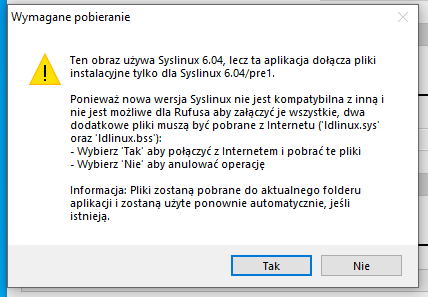 Wymagane pobieranie
Ten obraz używa Syslinux 6.04, lecz ta aplikacja dołącza pliki
instalacyjne tylko dla Syslinux 6.04/pre1.
Ponieważ nowa wersja Syslinux nie jest kompatybilna z inną i
nie jest możliwe dla Rufusa aby załączyć je wszystkie, dwa
dodatkowe pliki muszą być pobrane z Internetu ('ldlinux.sys'
oraz 'ldlinux.bss'):
- Wybierz 'Tak' aby połączyć z Internetem i pobrać te pliki
- Wybierz 'Nie' aby anulować operację
Informacja: Pliki zostaną pobrane do aktualnego folderu
aplikacji i zostaną użyte ponownie automatycznie, jeśli
istnieją.
Tak
Nie